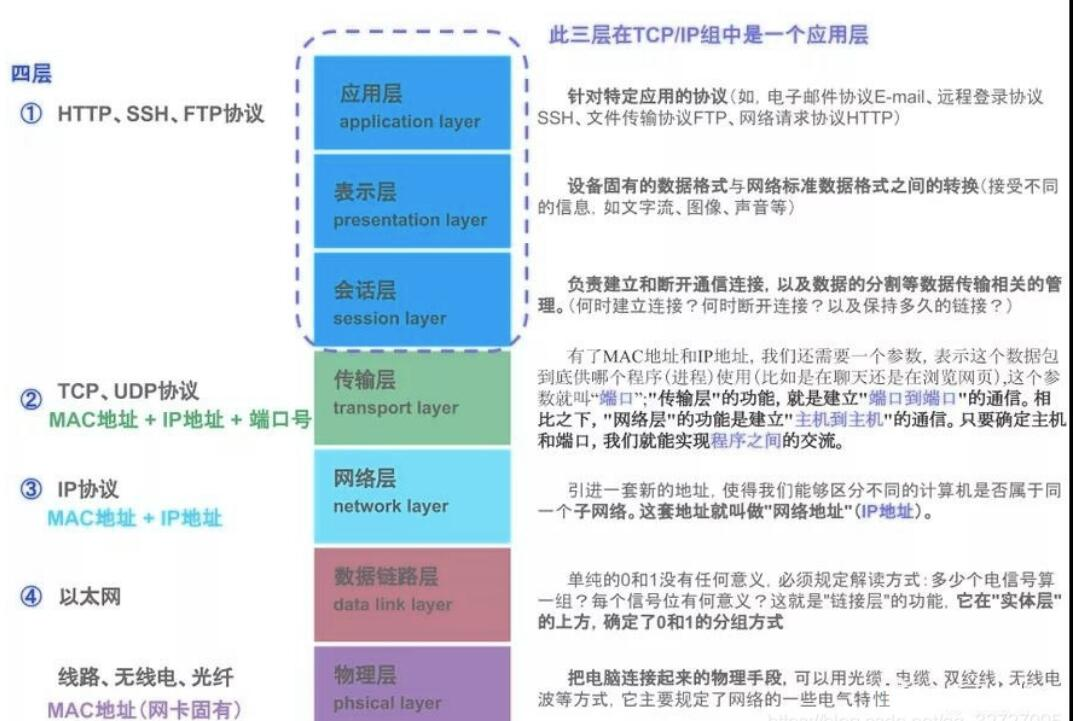 此三层在TCP/IP组中是一个应用层
四层
① HTTP、SSH、FTP协议
应用层
application layer
针对特定应用的协议(如, 电子邮件协议E-mail、远程登录协议
SSH、文件传输协议FTP、网络请求协议HTTP)
表示层
presentation layer
设备固有的数据格式与网络标准数据格式之间的转换(接受不同
的信息, 如文字流、图像、声音等)
会话层
session layer
负责建立和断开通信连接, 以及数据的分割等数据传输相关的管
理。(何时建立连接?何时断开连接?以及保持多久的链接?)
② TCP、UDP协议
MAC地址 + IP地址 + 端口号
传输层
transport layer
有了MAC地址和IP地址, 我们还需要一个参数, 表示这个数据包
到底供哪个程序(进程)使用(比如是在聊天还是在浏览网页),这个参
数就叫"端口";"传输层"的功能, 就是建立"端口到端口"的通信。相
比之下, "网络层"的功能是建立"主机到主机"的通信。只要确定主机
和端口, 我们就能实现程序之间的交流。
③ IP协议
MAC地址 + IP地址
网络层
network layer
引进一套新的地址, 使得我们能够区分不同的计算机是否属于同
一个子网络。这套地址就叫做"网络地址"(IP地址)。
④ 以太网
数据链路层
data link layer
单纯的0和1没有任何意义, 必须规定解读方式:多少个电信号算
一组?每个信号位有何意义?这就是"链接层"的功能, 它在"实体层"
的上方, 确定了0和1的分组方式
线路、无线电、光纤
MAC地址(网卡固有)
物理层
phsical layer
把电脑连接起来的物理手段, 可以用光缆、电缆、双绞线、无线电
波等方式, 它主要规定了网络的一些电气特性